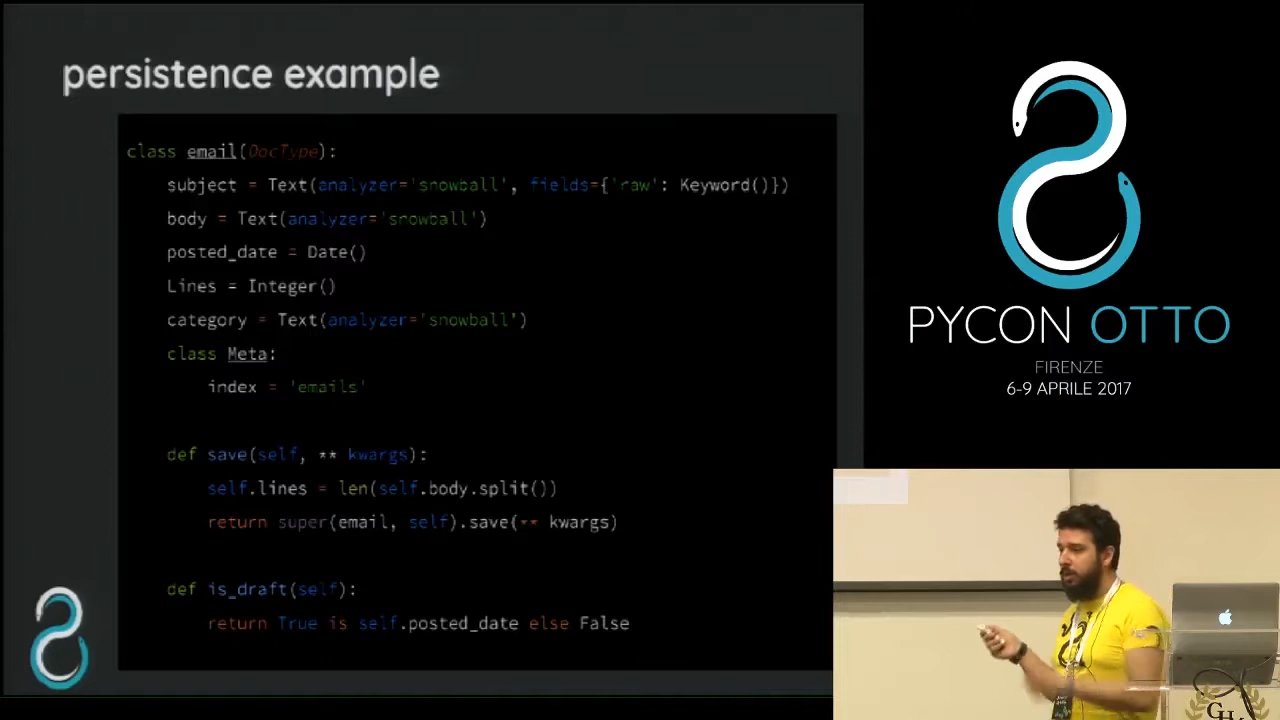 persistence example
class email(DocType):
subject = Text(analyzer='snowball', fields={'raw': Keyword()})
body = Text(analyzer='snowball')
posted_date = Date()
Lines = Integer()
category = Text(analyzer='snowball')
class Meta:
index = 'emails'
def save(self, ** kwargs):
self.lines = len(self.body.split())
return super(email, self).save(** kwargs)
def is_draft(self):
return True is self.posted_date else False
PYCON OTTO
FIRENZE
6-9 APRILE 2017
GH